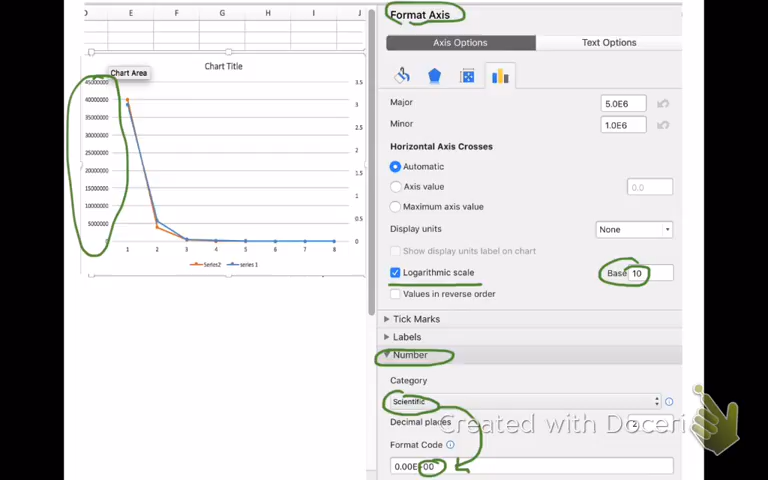 D E F G H I J
Chart Title
Chart Area
45000000
40000000
35000000
30000000
25000000
20000000
15000000
10000000
5000000
0
3.5
3
2.5
2
1.5
1
0.5
0
1 2 3 4 5 6 7 8
Series2 series 1
Format Axis
Axis Options Text Options
Major 5.0E6
Minor 1.0E6
Horizontal Axis Crosses
Automatic
Axis value 0.0
Maximum axis value
Display units None
Show display units label on chart
Logarithmic scale Base 10
Values in reverse order
Tick Marks
Labels
Number
Category
Scientific
Decimal places 2
Format Code
0.00E+00
Created with Doceri